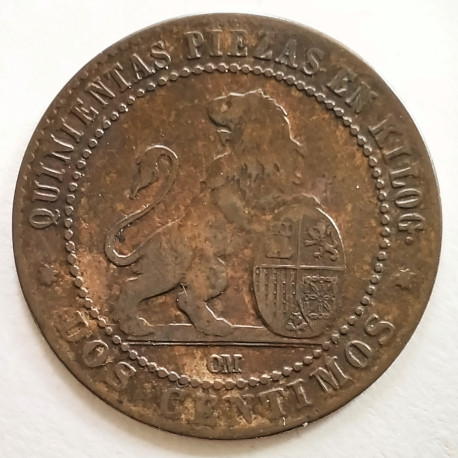 QUINIENTAS PIEZAS EN KILOG.
OM
* DOS CENTIMOS *